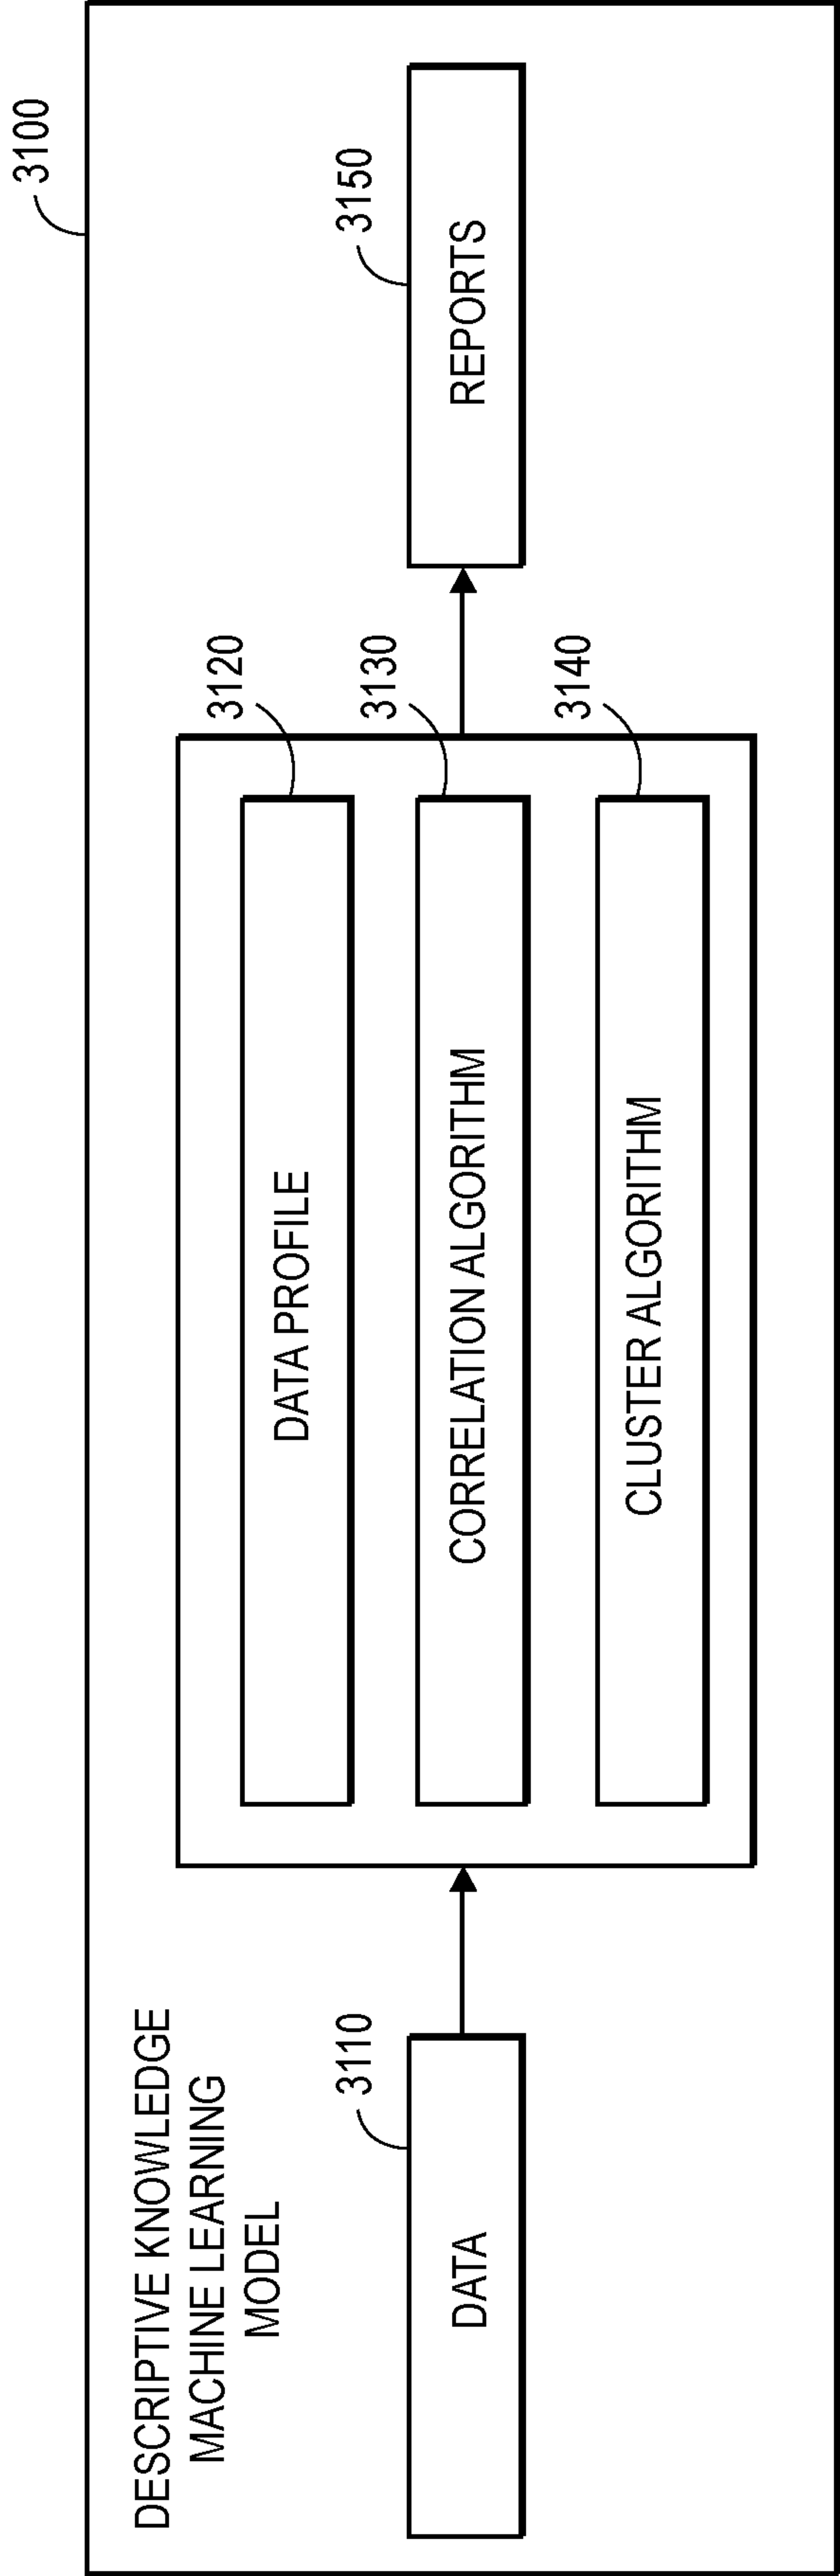 3100
DESCRIPTIVE KNOWLEDGE
MACHINE LEARNING
MODEL
3110
DATA
3120
DATA PROFILE
3130
CORRELATION ALGORITHM
3140
CLUSTER ALGORITHM
3150
REPORTS